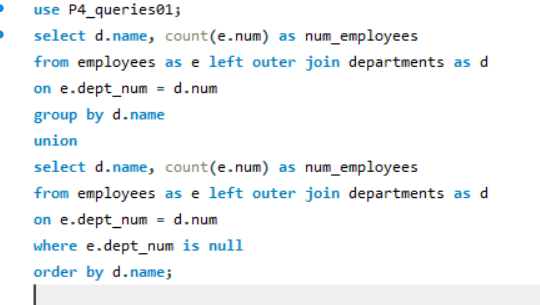 use P4_queries01;
select d.name, count(e.num) as num_employees
from employees as e left outer join departments as d
on e.dept_num = d.num
group by d.name
union
select d.name, count(e.num) as num_employees
from employees as e left outer join departments as d
on e.dept_num = d.num
where e.dept_num is null
order by d.name;